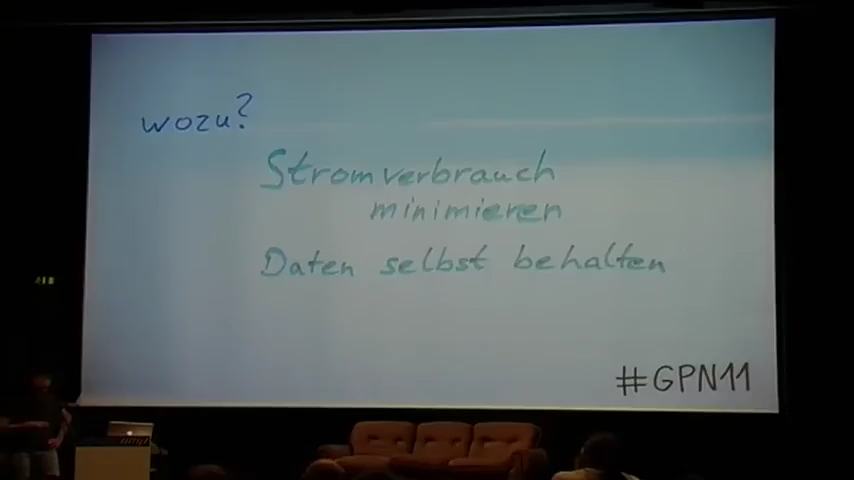 wozu?
Stromverbrauch
minimieren
Daten selbst behalten
#GPN11